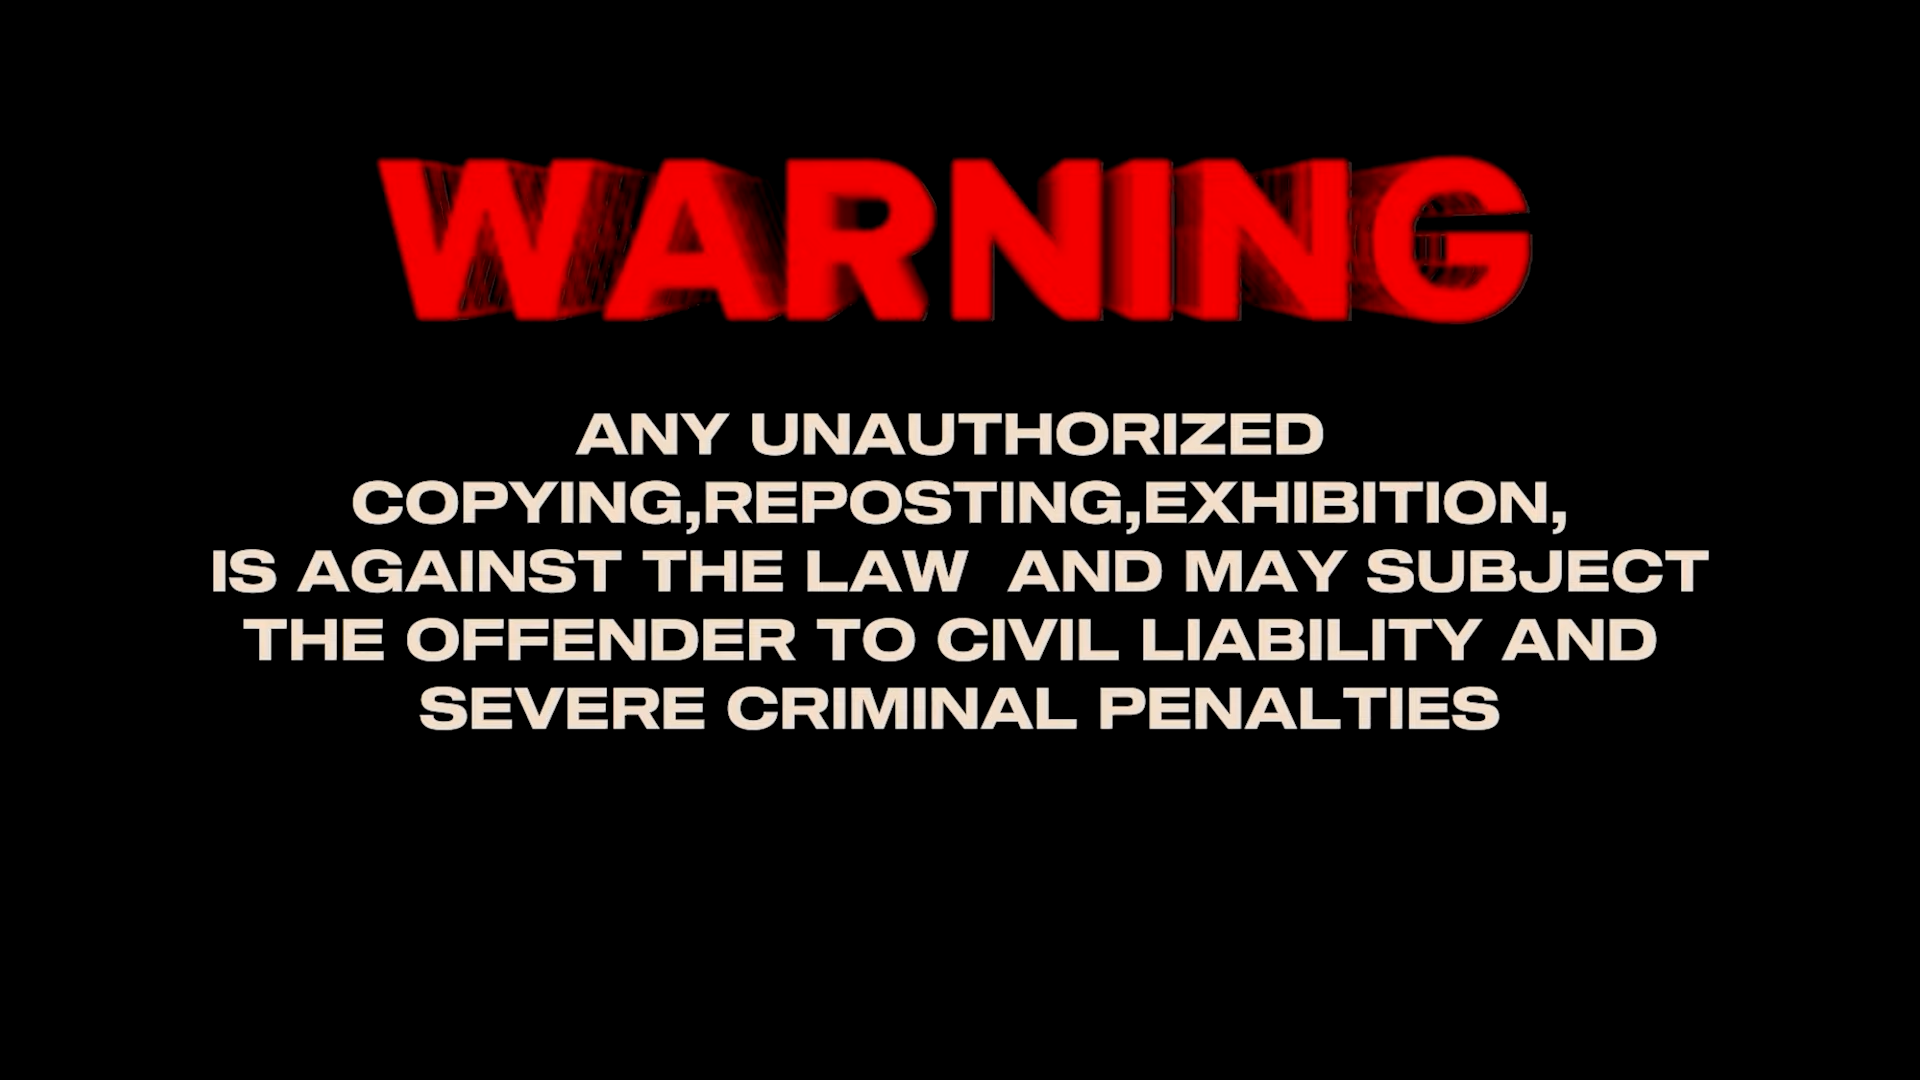 WARNING
ANY UNAUTHORIZED
COPYING,REPOSTING,EXHIBITION,
IS AGAINST THE LAW  AND MAY SUBJECT
THE OFFENDER TO CIVIL LIABILITY AND
SEVERE CRIMINAL PENALTIES